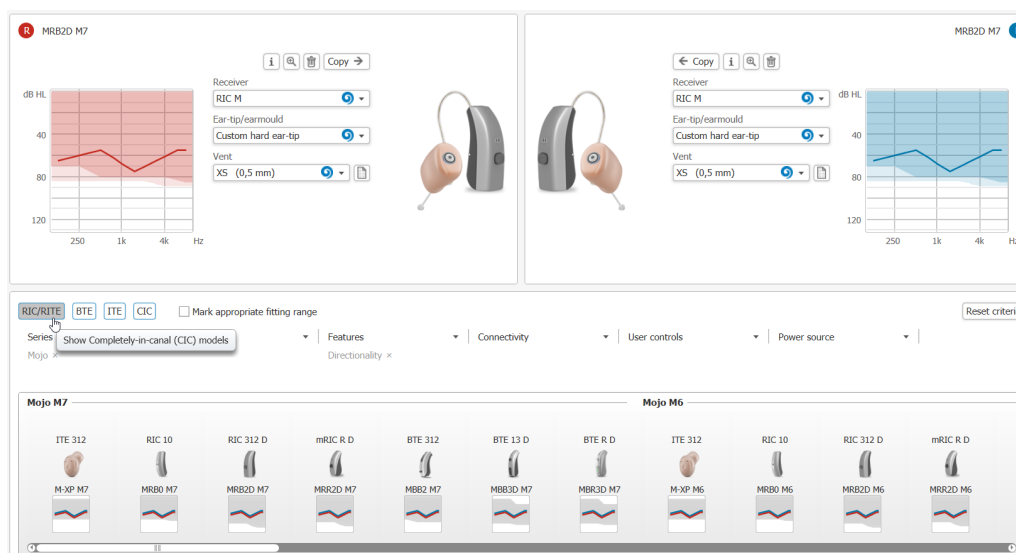 R MRB2D M7
MRB2D M7
i Copy →
← Copy i
Receiver
RIC M
Ear-tip/earmould
Custom hard ear-tip
Vent
XS (0,5 mm)
Receiver
RIC M
Ear-tip/earmould
Custom hard ear-tip
Vent
XS (0,5 mm)
dB HL
40
80
120
250 1k 4k Hz
dB HL
40
80
120
250 1k 4k Hz
RIC/RITE BTE ITE CIC Mark appropriate fitting range
Series Features Connectivity User controls Power source
Show Completely-in-canal (CIC) models
Mojo × Directionality ×
Mojo M7 Mojo M6
ITE 312 RIC 10 RIC 312 D mRIC R D BTE 312 BTE 13 D BTE R D ITE 312 RIC 10 RIC 312 D mRIC R D
M-XP M7 MRB0 M7 MRB2D M7 MRR2D M7 MBB2 M7 MBB3D M7 MBR3D M7 M-XP M6 MRB0 M6 MRB2D M6 MRR2D M6